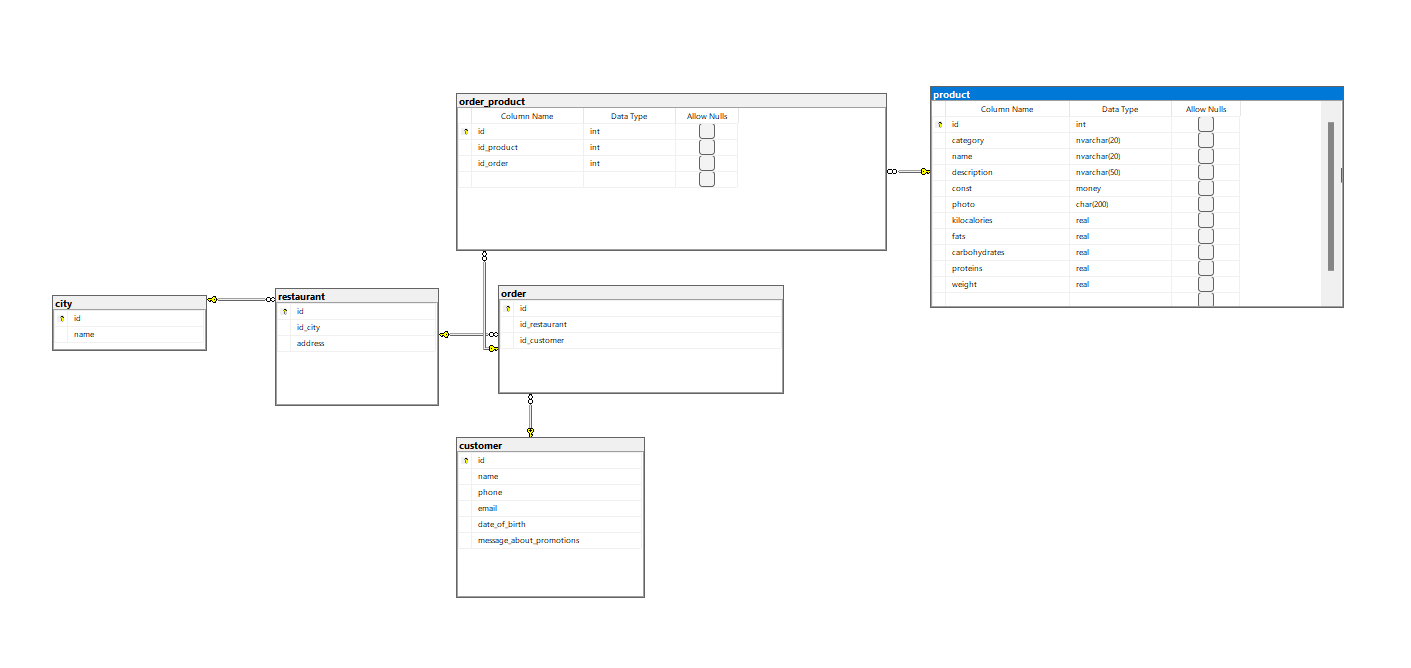 order_product
Column Name Data Type Allow Nulls
id int
id_product int
id_order int
product
Column Name Data Type Allow Nulls
id int
category nvarchar(20)
name nvarchar(20)
description nvarchar(50)
const money
photo char(200)
kilocalories real
fats real
carbohydrates real
proteins real
weight real
city
id
name
restaurant
id
id_city
address
order
id
id_restaurant
id_customer
customer
id
name
phone
email
date_of_birth
message_about_promotions